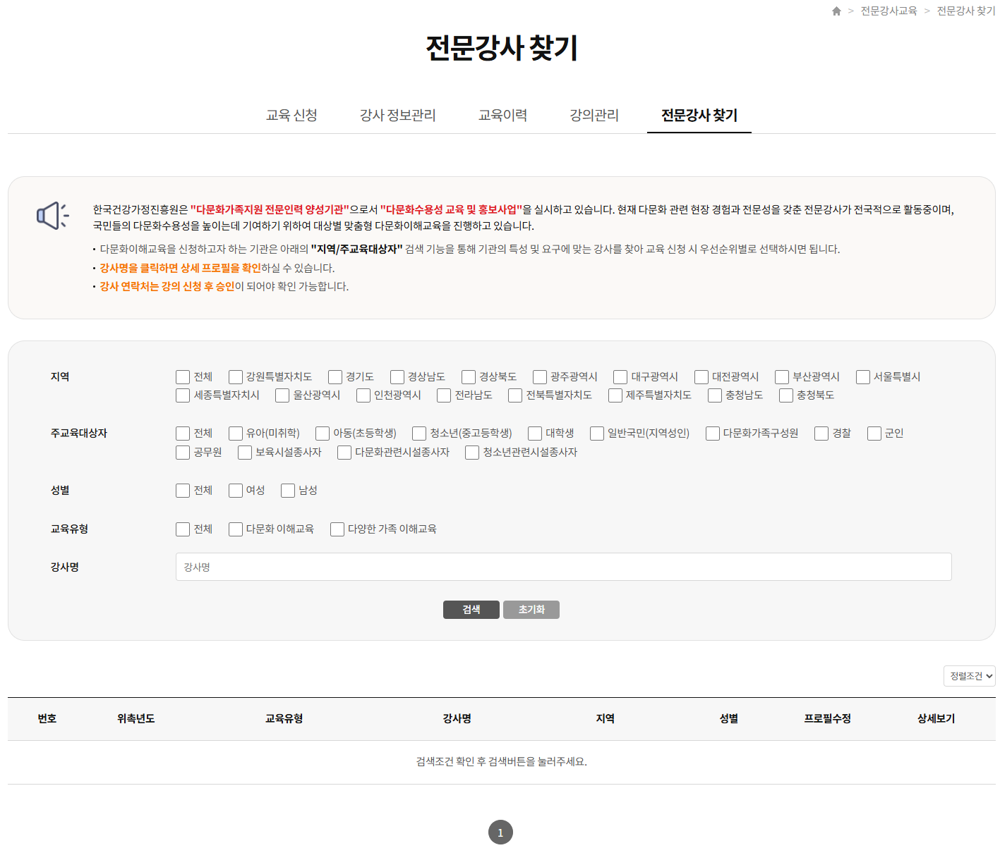 > 전문강사교육 > 전문강사 찾기
전문강사 찾기
교육 신청 강사 정보관리 교육이력 강의관리 전문강사 찾기
한국건강가정진흥원은 "다문화가족지원 전문인력 양성기관"으로서 "다문화수용성 교육 및 홍보사업"을 실시하고 있습니다. 현재 다문화 관련 현장 경험과 전문성을 갖춘 전문강사가 전국적으로 활동중이며,
국민들의 다문화수용성을 높이는데 기여하기 위하여 대상별 맞춤형 다문화이해교육을 진행하고 있습니다.
• 다문화이해교육을 신청하고자 하는 기관은 아래의 "지역/주교육대상자" 검색 기능을 통해 기관의 특성 및 요구에 맞는 강사를 찾아 교육 신청 시 우선순위별로 선택하시면 됩니다.
• 강사명을 클릭하면 상세 프로필을 확인하실 수 있습니다.
• 강사 연락처는 강의 신청 후 승인이 되어야 확인 가능합니다.
지역 전체 강원특별자치도 경기도 경상남도 경상북도 광주광역시 대구광역시 대전광역시 부산광역시 서울특별시
세종특별자치시 울산광역시 인천광역시 전라남도 전북특별자치도 제주특별자치도 충청남도 충청북도
주교육대상자 전체 유아(미취학) 아동(초등학생) 청소년(중고등학생) 대학생 일반국민(지역성인) 다문화가족구성원 경찰 군인
공무원 보육시설종사자 다문화관련시설종사자 청소년관련시설종사자
성별 전체 여성 남성
교육유형 전체 다문화 이해교육 다양한 가족 이해교육
강사명 강사명
검색 초기화
정렬조건
번호 위촉년도 교육유형 강사명 지역 성별 프로필수정 상세보기
검색조건 확인 후 검색버튼을 눌러주세요.
1